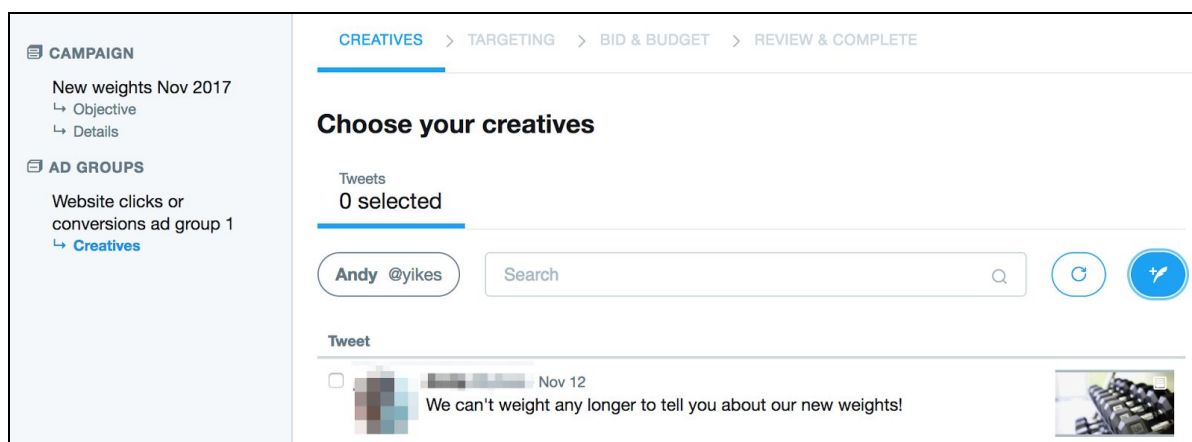 CAMPAIGN
New weights Nov 2017
Objective
Details
AD GROUPS
Website clicks or
conversions ad group 1
Creatives
CREATIVES > TARGETING > BID & BUDGET > REVIEW & COMPLETE
Choose your creatives
Tweets
0 selected
Andy @yikes
Search
Tweet
Nov 12
We can't weight any longer to tell you about our new weights!